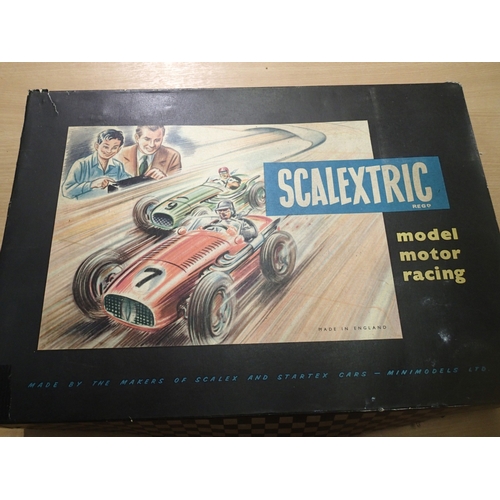 SCALEXTRIC
REGD
model
motor
racing
7
MADE IN ENGLAND
MADE BY THE MAKERS OF SCALEX AND STARTEX CARS — MINIMODELS LTD